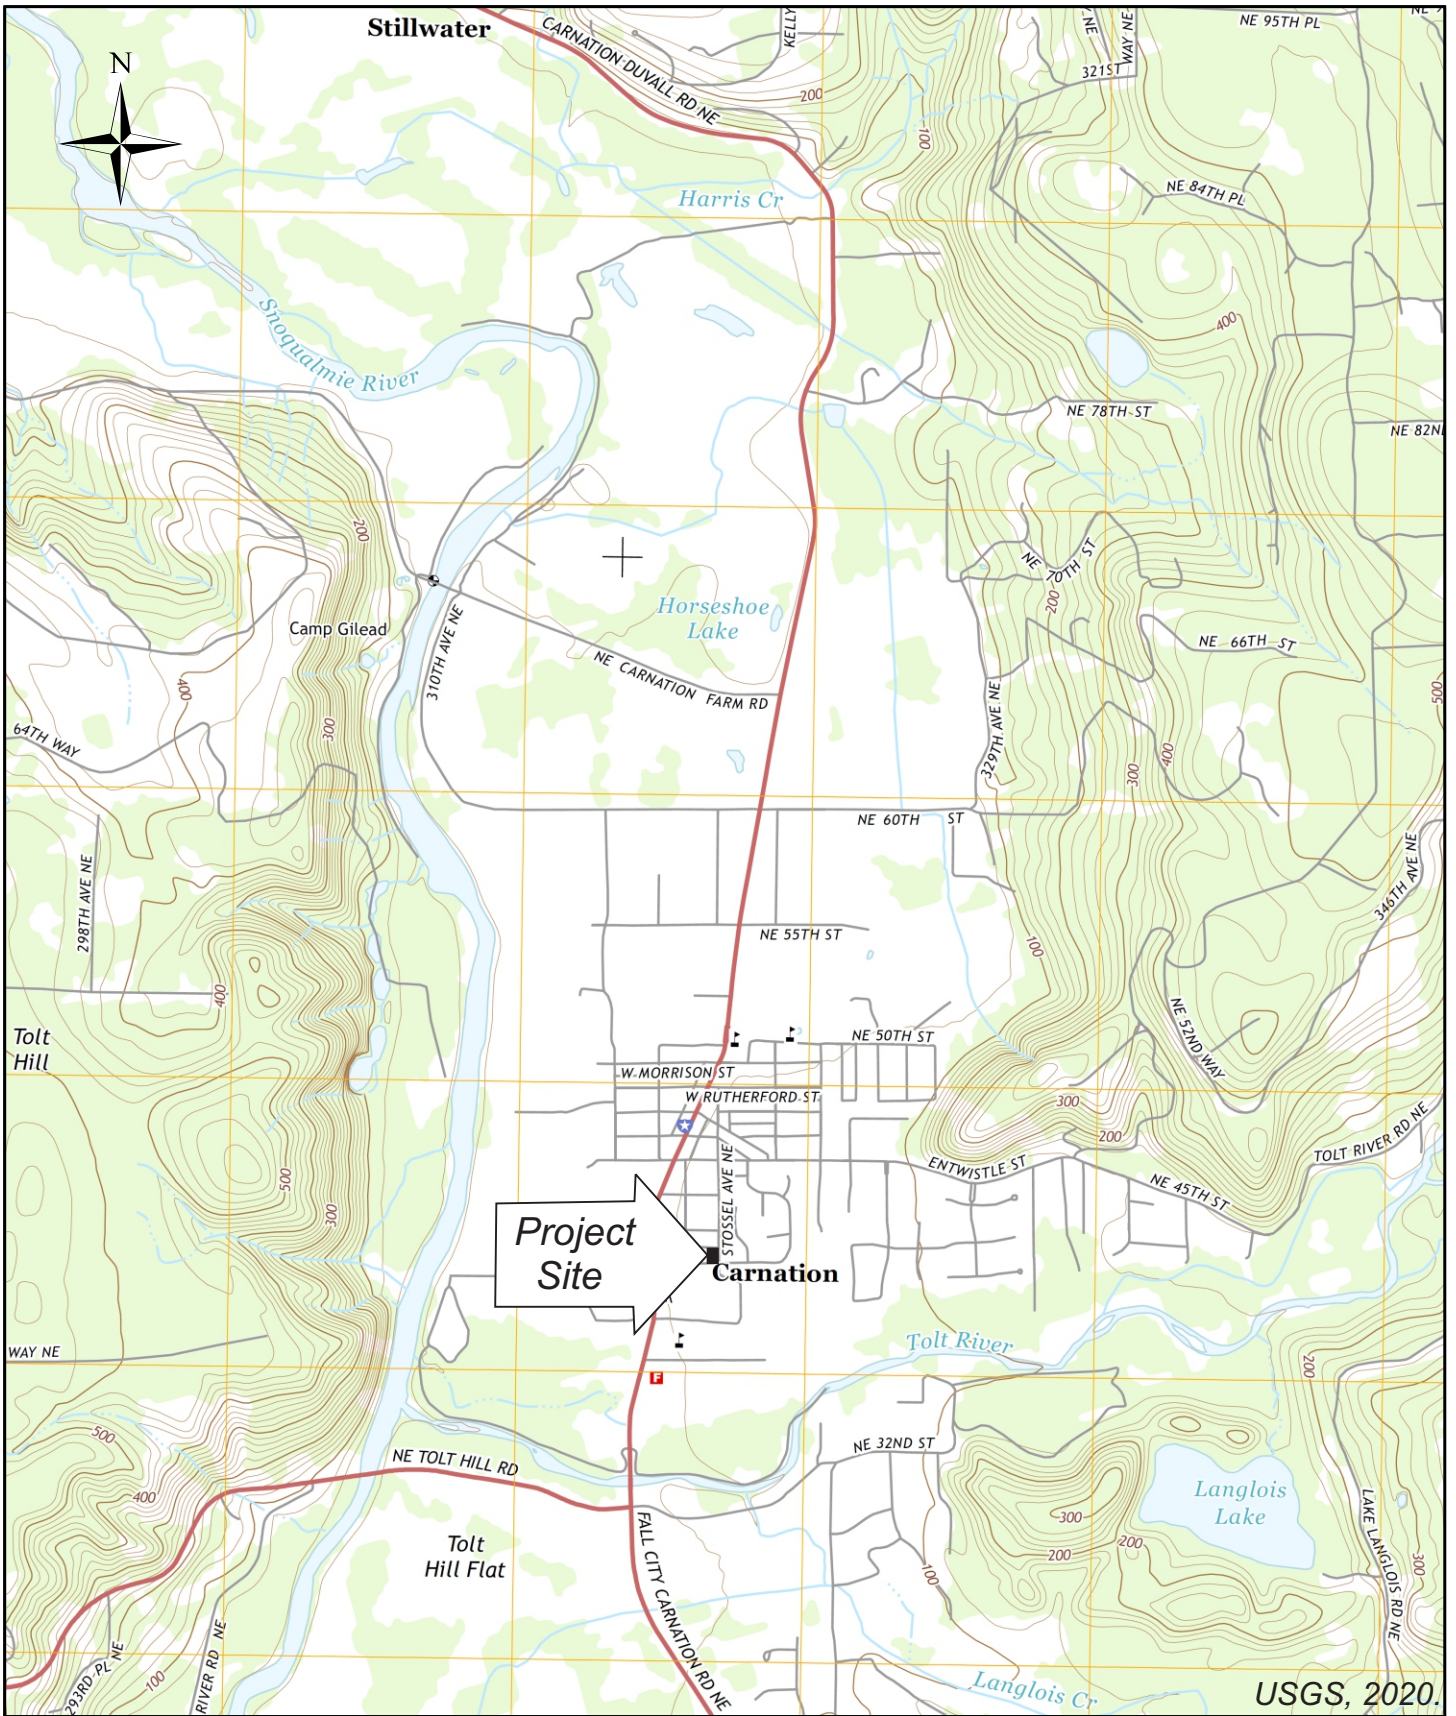 Stillwater
CARNATION-DUVALL RD NE
KELLY
NE
WAY NE
NE 95TH PL
321ST
N
200
100
Harris Cr
NE 84TH PL
Snoqualmie River
400
NE 78TH ST
NE 82ND
200
NE 70TH ST
200
Horseshoe
Lake
Camp Gilead
310TH AVE NE
NE CARNATION FARM RD
NE 66TH ST
400
300
64TH WAY
329TH AVE NE
300
400
500
NE 60TH ST
298TH AVE NE
346TH AVE NE
NE 55TH ST
100
400
Tolt
Hill
NE 50TH ST
NE 52ND WAY
W MORRISON ST
W RUTHERFORD ST
300
200
TOLT RIVER RD NE
ENTWISTLE ST
NE 45TH ST
500
300
STOSSEL AVE NE
Project
Site
Carnation
WAY NE
Tolt River
200
F
500
NE 32ND ST
NE TOLT HILL RD
400
Langlois
Lake
300
200
200
Tolt
Hill Flat
FALL CITY CARNATION RD NE
100
LAKE LANGLOIS RD NE
300
293RD PL NE
100
RIVER RD NE
Langlois Cr
USGS, 2020.